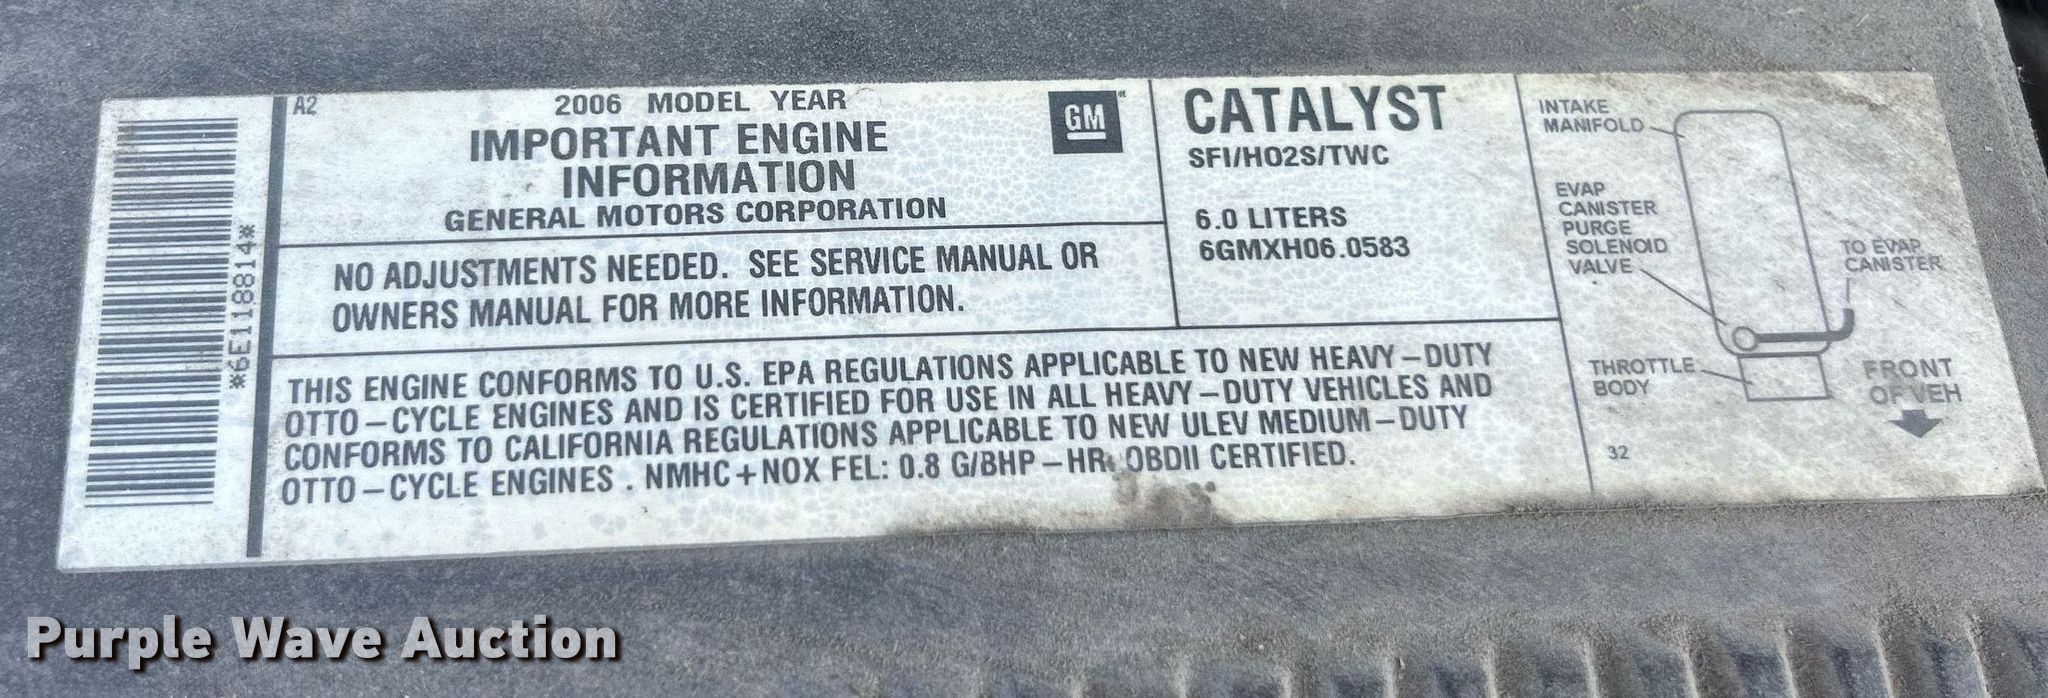 A2
2006 MODEL YEAR
IMPORTANT ENGINE
INFORMATION
GENERAL MOTORS CORPORATION
GM
NO ADJUSTMENTS NEEDED. SEE SERVICE MANUAL OR
OWNERS MANUAL FOR MORE INFORMATION.
CATALYST
SFI/HO2S/TWC
6.0 LITERS
6GMXH06.0583
THIS ENGINE CONFORMS TO U.S. EPA REGULATIONS APPLICABLE TO NEW HEAVY-DUTY
OTTO-CYCLE ENGINES AND IS CERTIFIED FOR USE IN ALL HEAVY-DUTY VEHICLES AND
CONFORMS TO CALIFORNIA REGULATIONS APPLICABLE TO NEW ULEV MEDIUM-DUTY
OTTO-CYCLE ENGINES . NMHC+NOX FEL: 0.8 G/BHP-HR. OBDII CERTIFIED.
*6E118814*
INTAKE
MANIFOLD
EVAP
CANISTER
PURGE
SOLENOID
VALVE
TO EVAP
CANISTER
THROTTLE
BODY
FRONT
OF VEH
32
Purple Wave Auction